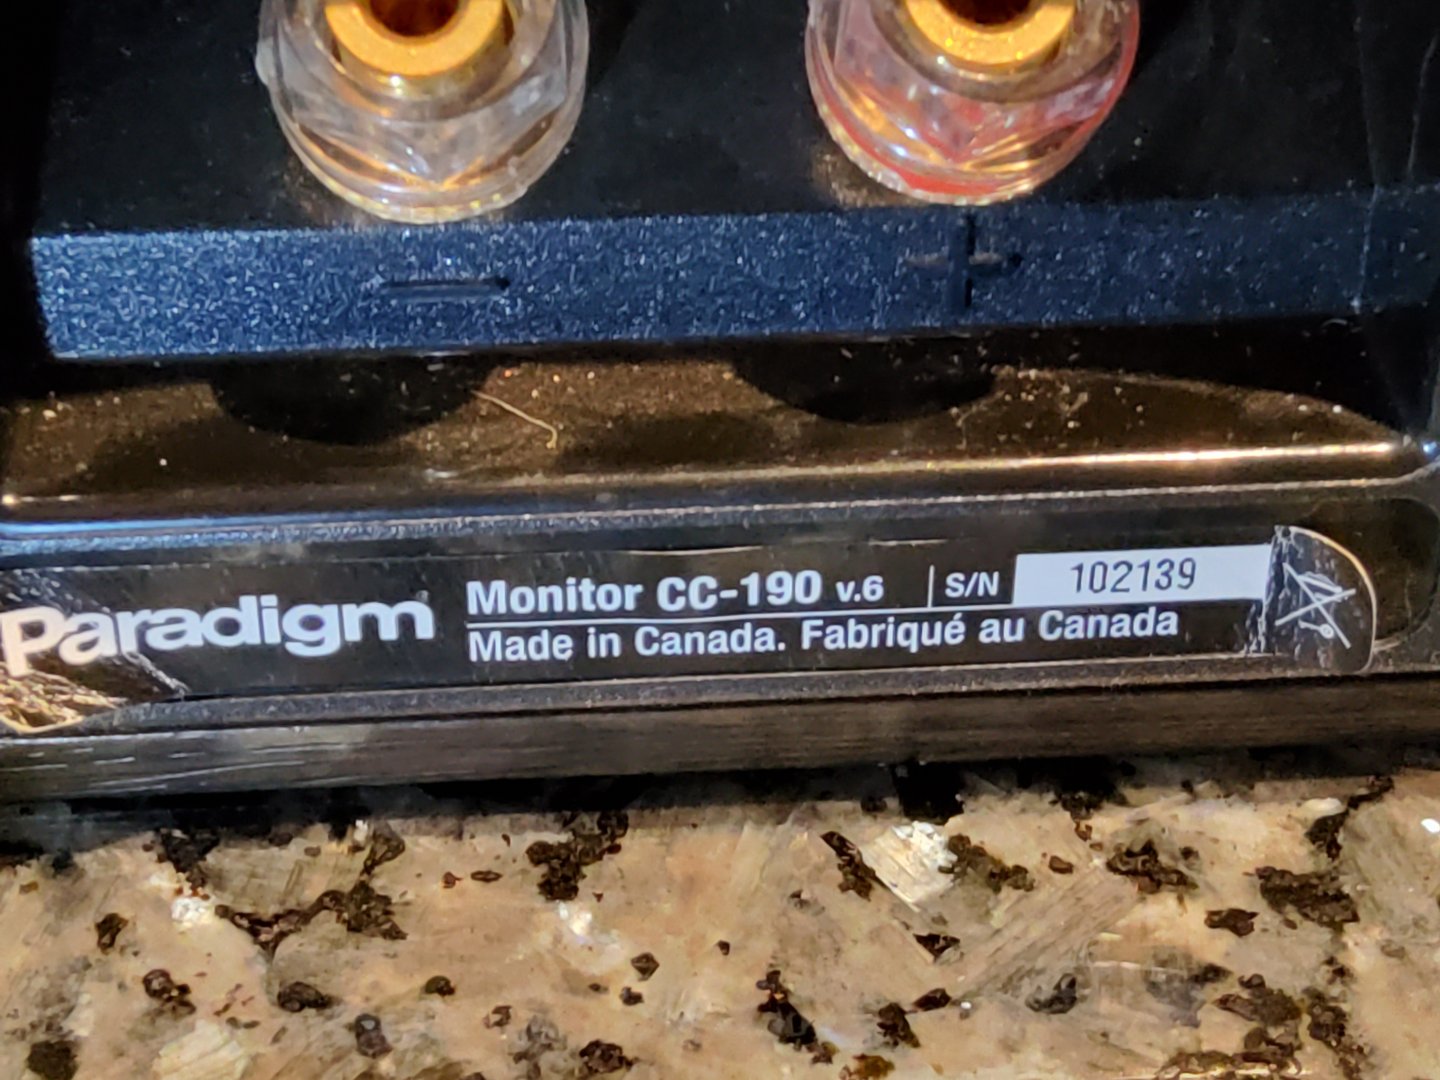 − +
Paradigm
Monitor CC-190 v.6 | S/N 102139
Made in Canada. Fabriqué au Canada